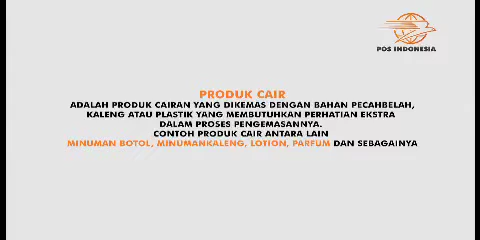 POS INDONESIA
PRODUK CAIR
ADALAH PRODUK CAIRAN YANG DIKEMAS DENGAN BAHAN PECAHBELAH,
KALENG ATAU PLASTIK YANG MEMBUTUHKAN PERHATIAN EKSTRA
DALAM PROSES PENGEMASANNYA.
CONTOH PRODUK CAIR ANTARA LAIN
MINUMAN BOTOL, MINUMANKALENG, LOTION, PARFUM DAN SEBAGAINYA